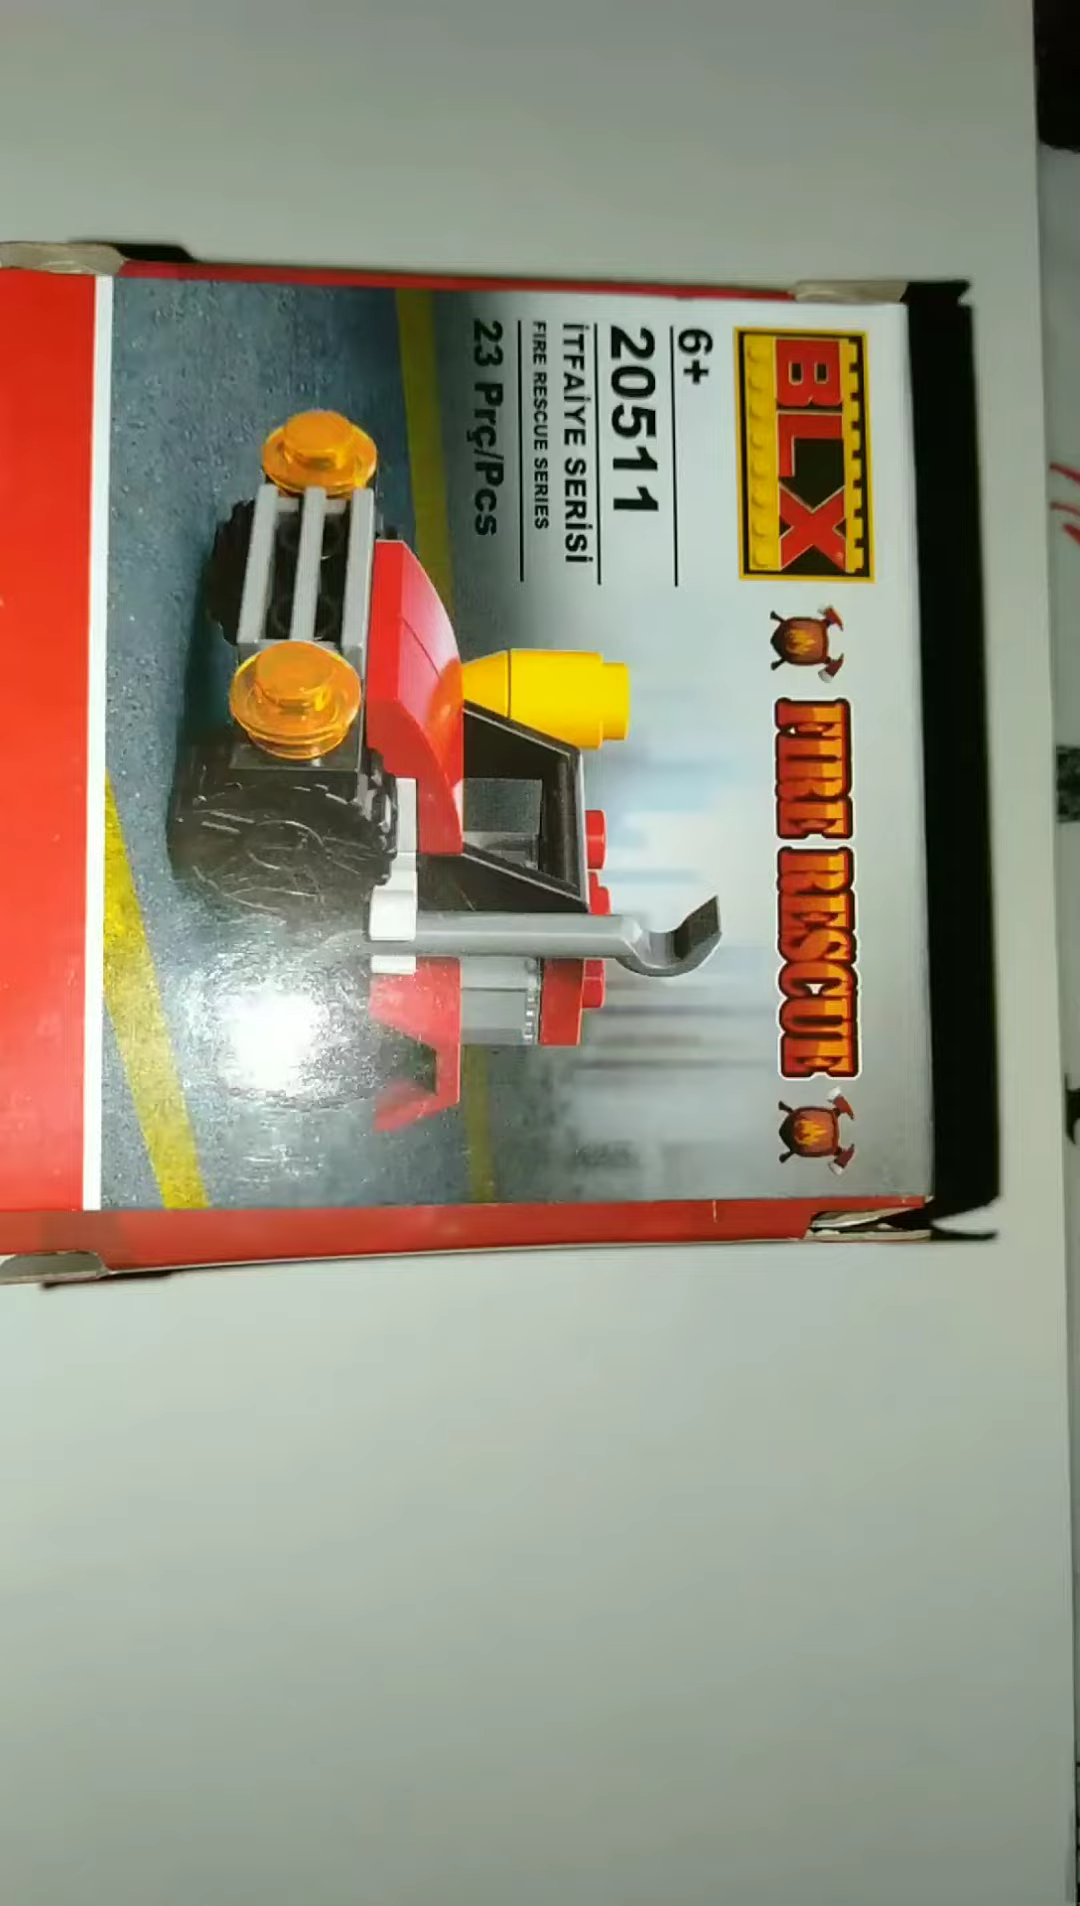 BLX
FIRE RESCUE
6+
20511
İTFAİYE SERİSİ
FIRE RESCUE SERIES
23 Prç/Pcs